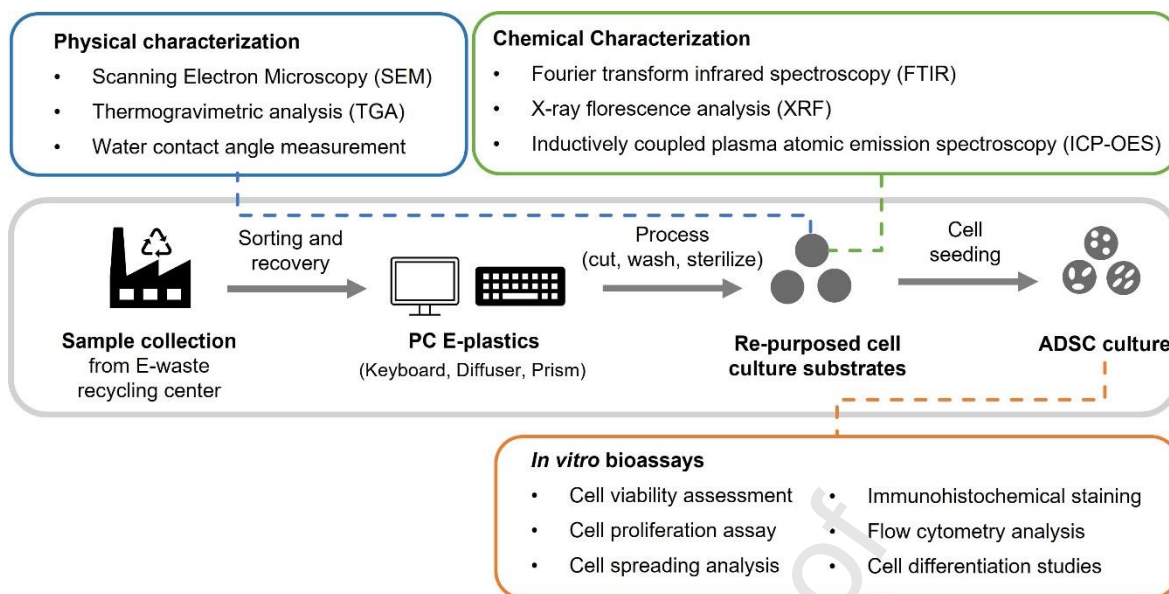 Physical characterization
• Scanning Electron Microscopy (SEM)
• Thermogravimetric analysis (TGA)
• Water contact angle measurement
Chemical Characterization
• Fourier transform infrared spectroscopy (FTIR)
• X-ray florescence analysis (XRF)
• Inductively coupled plasma atomic emission spectroscopy (ICP-OES)
Sorting and
recovery
Process
(cut, wash, sterilize)
Cell
seeding
Sample collection
from E-waste
recycling center
PC E-plastics
(Keyboard, Diffuser, Prism)
Re-purposed cell
culture substrates
ADSC culture
In vitro bioassays
• Cell viability assessment
• Cell proliferation assay
• Cell spreading analysis
• Immunohistochemical staining
• Flow cytometry analysis
• Cell differentiation studies
of